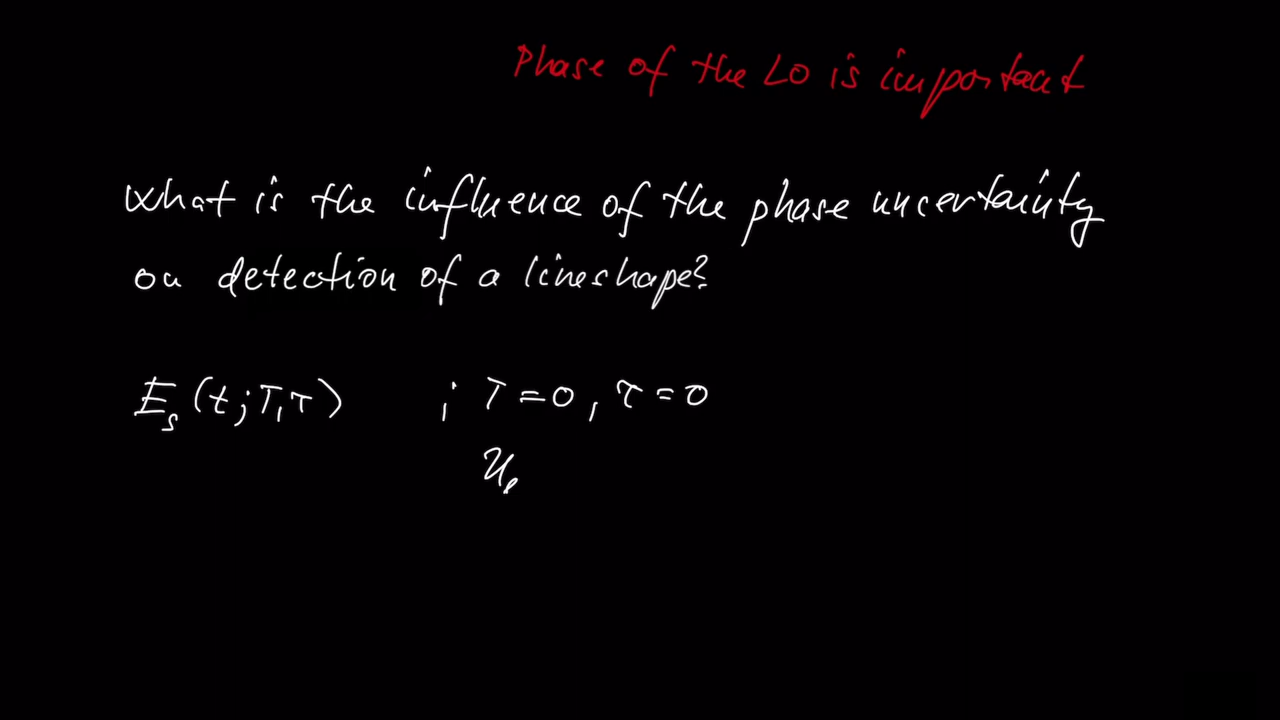 Phase of the LO is important
What is the influence of the phase uncertainty
on detection of a lineshape?
E_s (t; T, τ) ; T = 0, τ = 0